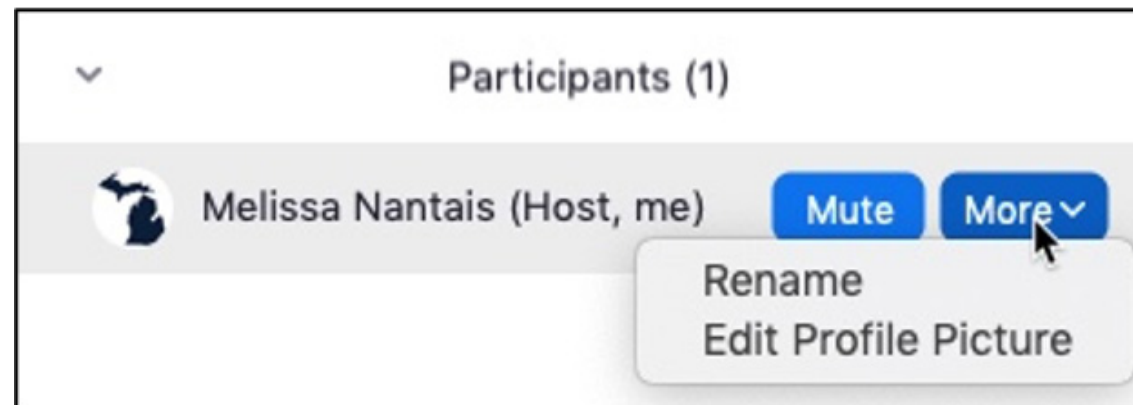 Participants (1)
Melissa Nantais (Host, me) Mute More
Rename
Edit Profile Picture